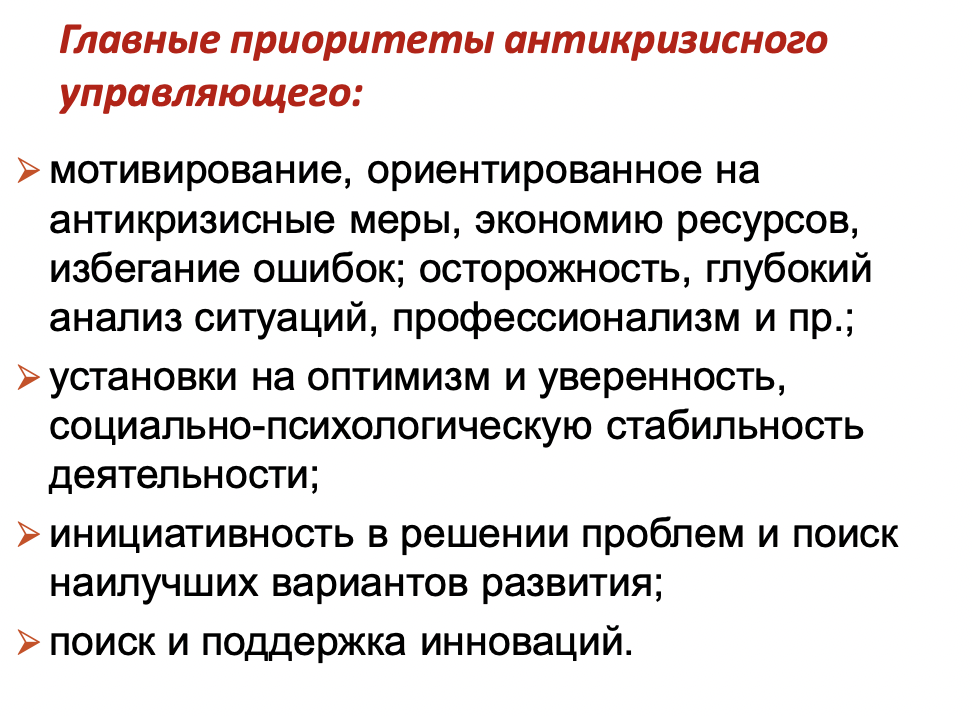 Главные приоритеты антикризисного
управляющего:
мотивирование, ориентированное на
антикризисные меры, экономию ресурсов,
избегание ошибок; осторожность, глубокий
анализ ситуаций, профессионализм и пр.;
установки на оптимизм и уверенность,
социально-психологическую стабильность
деятельности;
инициативность в решении проблем и поиск
наилучших вариантов развития;
поиск и поддержка инноваций.